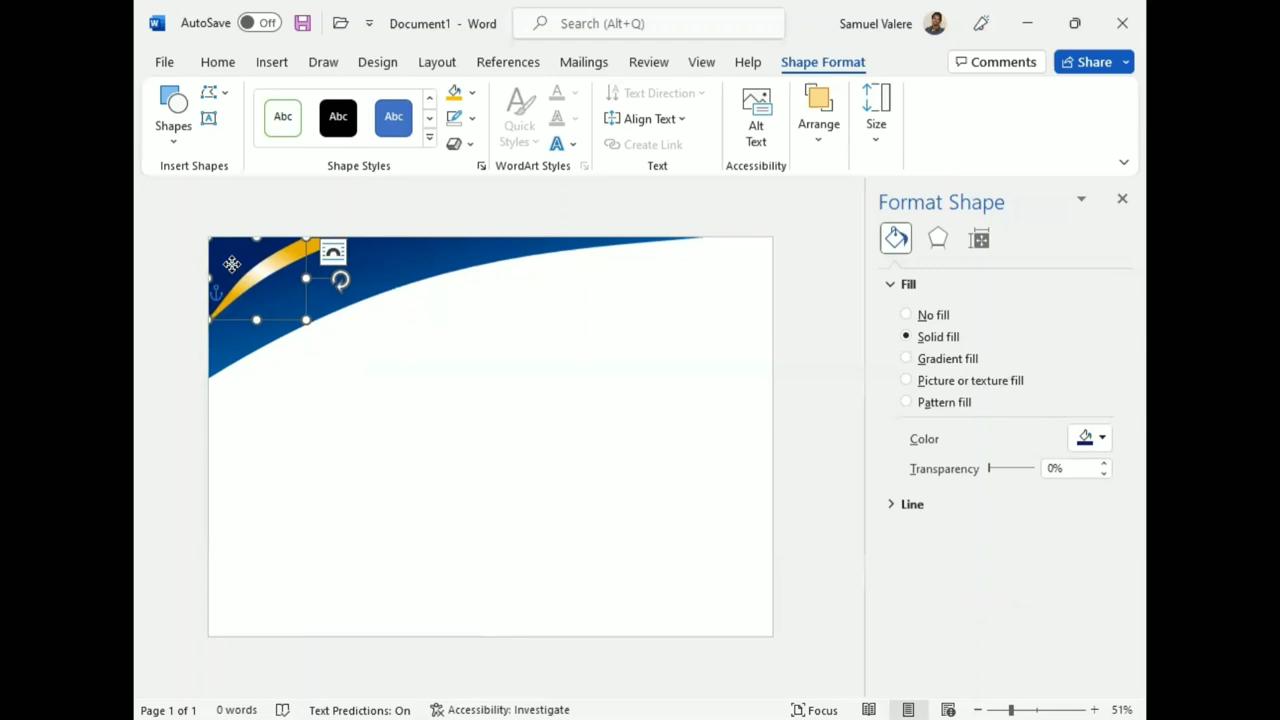 AutoSave Off Document1 - Word Search (Alt+Q) Samuel Valere
File Home Insert Draw Design Layout References Mailings Review View Help Shape Format Comments Share
Shapes
Abc Abc Abc
Quick
Styles
Text Direction
Align Text
Create Link
Alt
Text
Arrange
Size
Insert Shapes Shape Styles WordArt Styles Text Accessibility
Format Shape
Fill
No fill
Solid fill
Gradient fill
Picture or texture fill
Pattern fill
Color
Transparency 0%
Line
Page 1 of 1 0 words Text Predictions: On Accessibility: Investigate Focus 51%